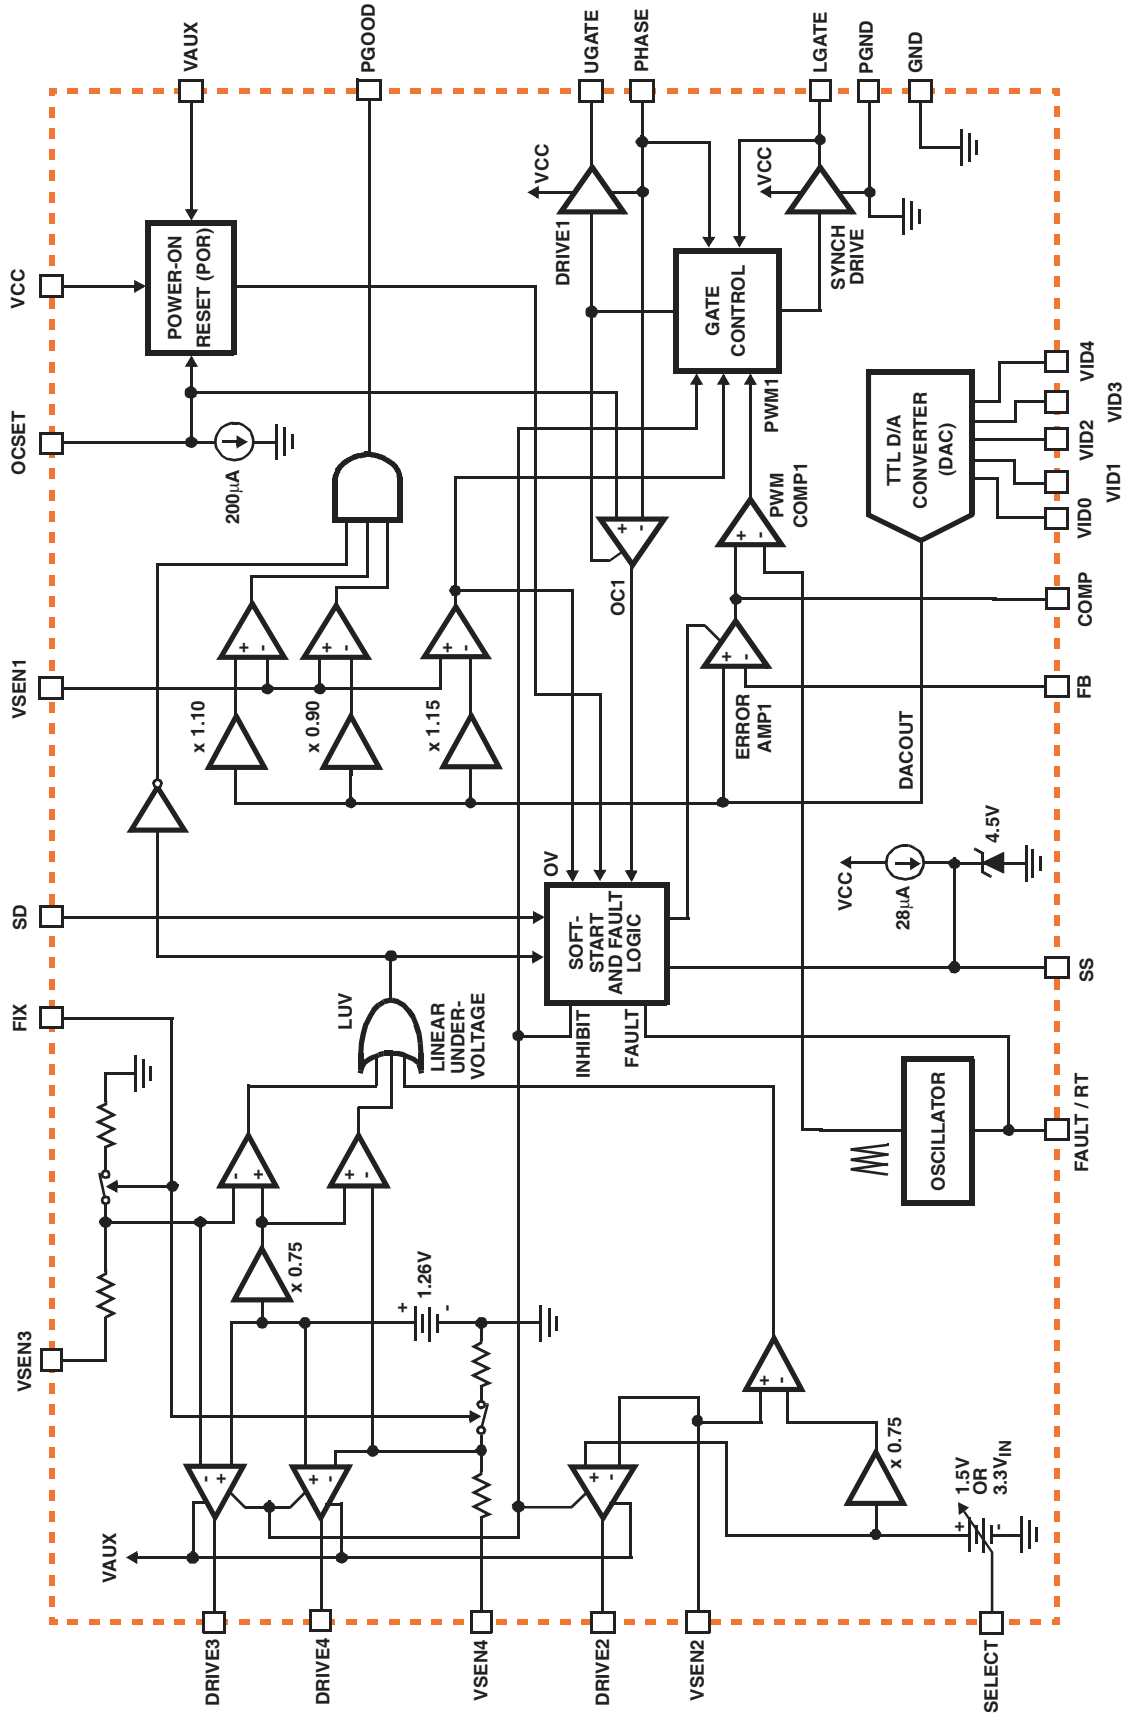 VSEN3
FIX
SD
VSEN1
OCSET
VCC
VAUX
PGOOD
UGATE
PHASE
LGATE
PGND
GND
POWER-ON
RESET (POR)
200µA
x 1.10
x 0.90
x 1.15
+
-
+
-
+
-
DRIVE1
VCC
VCC
SYNCH
DRIVE
GATE
CONTROL
PWM1
PWM
COMP1
+
-
OC1
+
-
ERROR
AMP1
+
-
TTL D/A
CONVERTER
(DAC)
DACOUT
VID4
VID3
VID2
VID1
VID0
COMP
FB
SS
FAULT / RT
VCC
28µA
4.5V
OV
SOFT-
START
AND FAULT
LOGIC
INHIBIT
FAULT
LUV
LINEAR
UNDER-
VOLTAGE
OSCILLATOR
-
+
+
-
x 0.75
+
1.26V
-
-
+
+
-
+
-
+
-
x 0.75
+
-
1.5V
OR
3.3VIN
VAUX
DRIVE3
DRIVE4
VSEN4
DRIVE2
VSEN2
SELECT